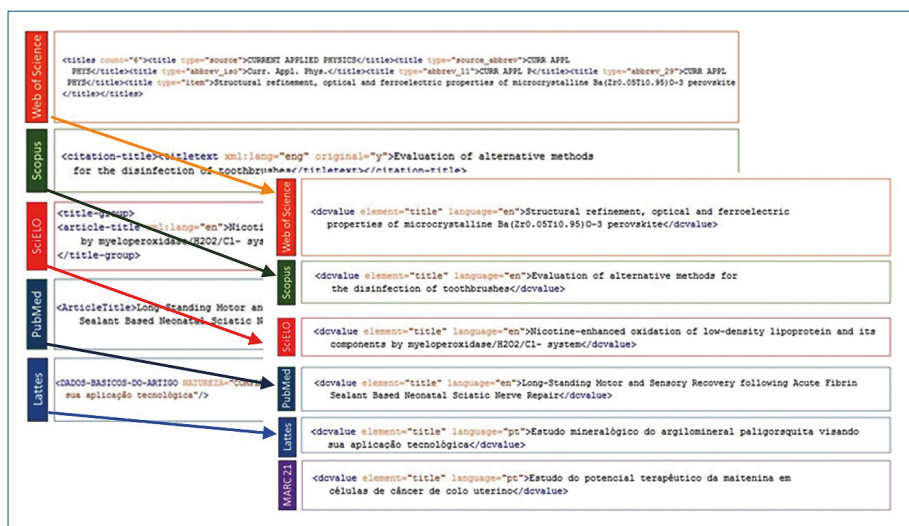 Web of Science
<titles count="6"><title type="source">CURRENT APPLIED PHYSICS</title><title type="source_abbrev">CURR APPL
PHYS</title><title type="abbrev_iso">Curr. Appl. Phys.</title><title type="abbrev_11">CURR APPL P</title><title type="abbrev_29">CURR APPL
PHYS</title><title type="item">Structural refinement, optical and ferroelectric properties of microcrystalline Ba(Zr0.05Ti0.95)O-3 perovskite
</title></titles>
Scopus
<citation-title><titletext xml:lang="eng" original="y">Evaluation of alternative methods
for the disinfection of toothbrushes</titletext></citation-title>
SciELO
<title-group>
<article-title xml:lang="en">Nicoti
by myeloperoxidase/H2O2/Cl- syst
</title-group>
PubMed
<ArticleTitle>Long-Standing Motor an
Sealant Based Neonatal Sciatic N
Lattes
<DADOS-BASICOS-DO-ARTIGO NATUREZA=
sua aplicação tecnológica"/>
Web of Science
<dcvalue element="title" language="en">Structural refinement, optical and ferroelectric
properties of microcrystalline Ba(Zr0.05Ti0.95)O-3 perovskite</dcvalue>
Scopus
<dcvalue element="title" language="en">Evaluation of alternative methods for
the disinfection of toothbrushes</dcvalue>
SciELO
<dcvalue element="title" language="en">Nicotine-enhanced oxidation of low-density lipoprotein and its
components by myeloperoxidase/H2O2/Cl- system</dcvalue>
PubMed
<dcvalue element="title" language="en">Long-Standing Motor and Sensory Recovery following Acute Fibrin
Sealant Based Neonatal Sciatic Nerve Repair</dcvalue>
Lattes
<dcvalue element="title" language="pt">Estudo mineralógico do argilomineral paligorsquita visando
sua aplicação tecnológica</dcvalue>
MARC21
<dcvalue element="title" language="pt">Estudo do potencial terapêutico da maitenina em
células de câncer de colo uterino</dcvalue>